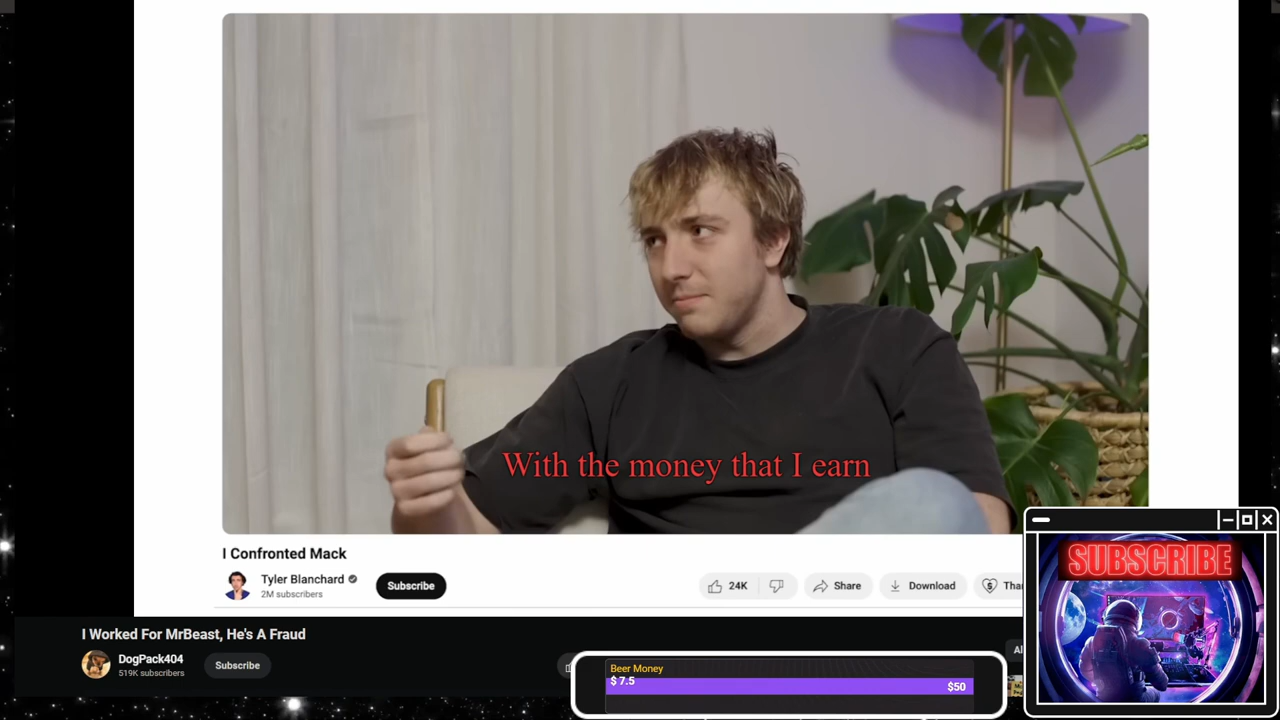 With the money that I earn
I Confronted Mack
Tyler Blanchard
2M subscribers
Subscribe
24K
Share
Download
I Worked For MrBeast, He's A Fraud
DogPack404
519K subscribers
Subscribe
Beer Money
$ 7.5
$50
SUBSCRIBE